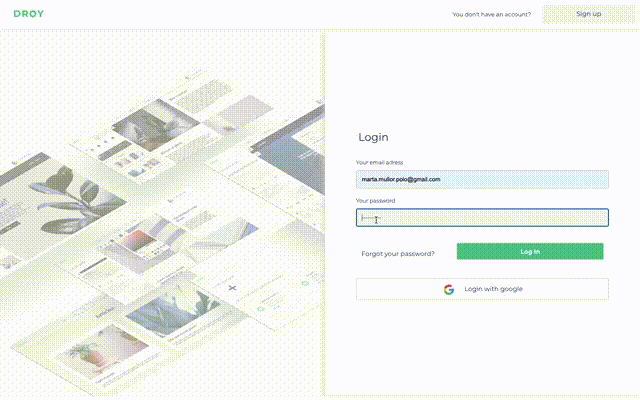 DROY
You don't have an account?
Sign up
Login
Your email adress
marta.mullor.polo@gmail.com
Your password
Forgot your password?
Log In
Login with google